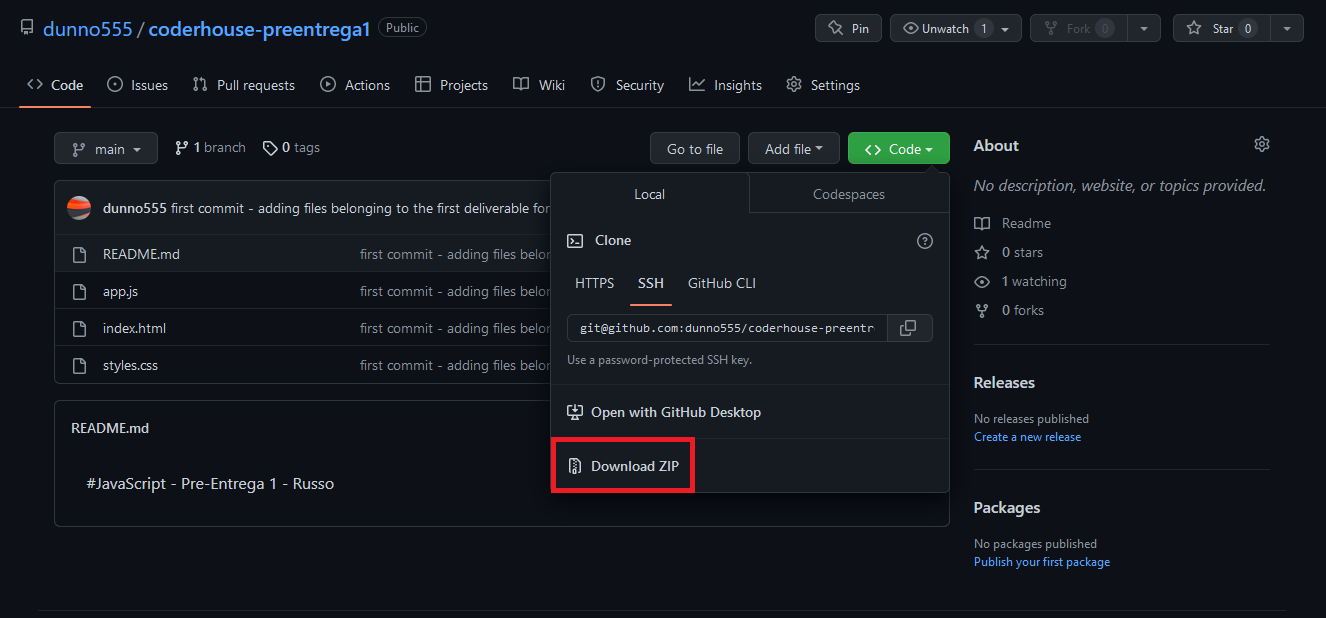 dunno555 / coderhouse-preentrega1 Public
Pin
Unwatch 1
Fork 0
Star 0
Code
Issues
Pull requests
Actions
Projects
Wiki
Security
Insights
Settings
main
1 branch
0 tags
Go to file
Add file
Code
dunno555 first commit - adding files belonging to the first deliverable for
README.md first commit - adding files belon
app.js first commit - adding files belon
index.html first commit - adding files belon
styles.css first commit - adding files belon
README.md
#JavaScript - Pre-Entrega 1 - Russo
Local
Codespaces
Clone
HTTPS
SSH
GitHub CLI
git@github.com:dunno555/coderhouse-preentr
Use a password-protected SSH key.
Open with GitHub Desktop
Download ZIP
About
No description, website, or topics provided.
Readme
0 stars
1 watching
0 forks
Releases
No releases published
Create a new release
Packages
No packages published
Publish your first package